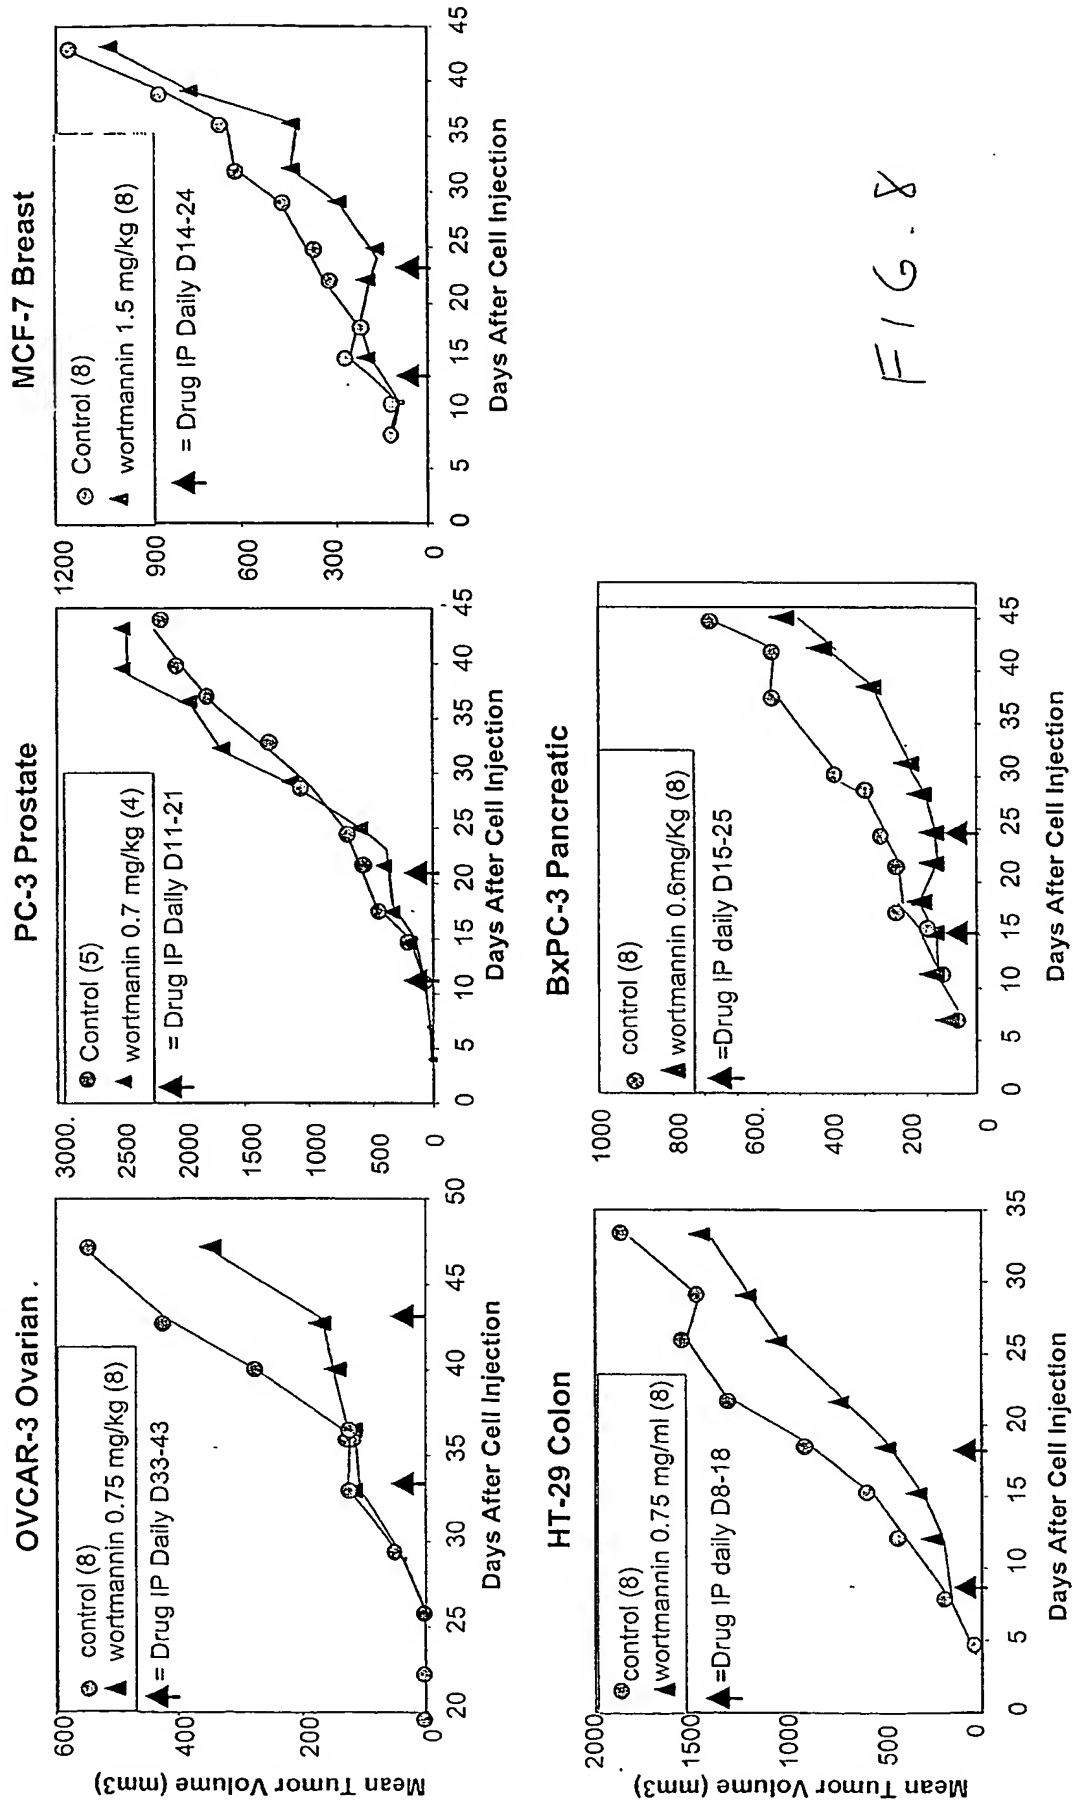 OVCAR-3 Ovarian .
600
400
200
0
Mean Tumor Volume (mm3)
control (8)
wortmannin 0.75 mg/kg (8)
= Drug IP Daily D33-43
20
25
30
35
40
45
50
Days After Cell Injection
PC-3 Prostate
3000.
2500
2000
1500
1000
500
0
Control (5)
wortmannin 0.7 mg/kg (4)
= Drug IP Daily D11-21
0
5
10
15
20
25
30
35
40
45
Days After Cell Injection
MCF-7 Breast
1200
900
600
300
0
Control (8)
wortmannin 1.5 mg/kg (8)
= Drug IP Daily D14-24
0
5
10
15
20
25
30
35
40
45
Days After Cell Injection
HT-29 Colon
2000
1500
1000
500
0
Mean Tumor Volume (mm3)
control (8)
wortmannin 0.75 mg/ml (8)
=Drug IP daily D8-18
0
5
10
15
20
25
30
35
Days After Cell Injection
BxPC-3 Pancreatic
1000
800
600.
400
200
0
control (8)
wortmannin 0.6mg/Kg (8)
=Drug IP daily D15-25
0
5
10
15
20
25
30
35
40
45
Days After Cell Injection
FIG. 8